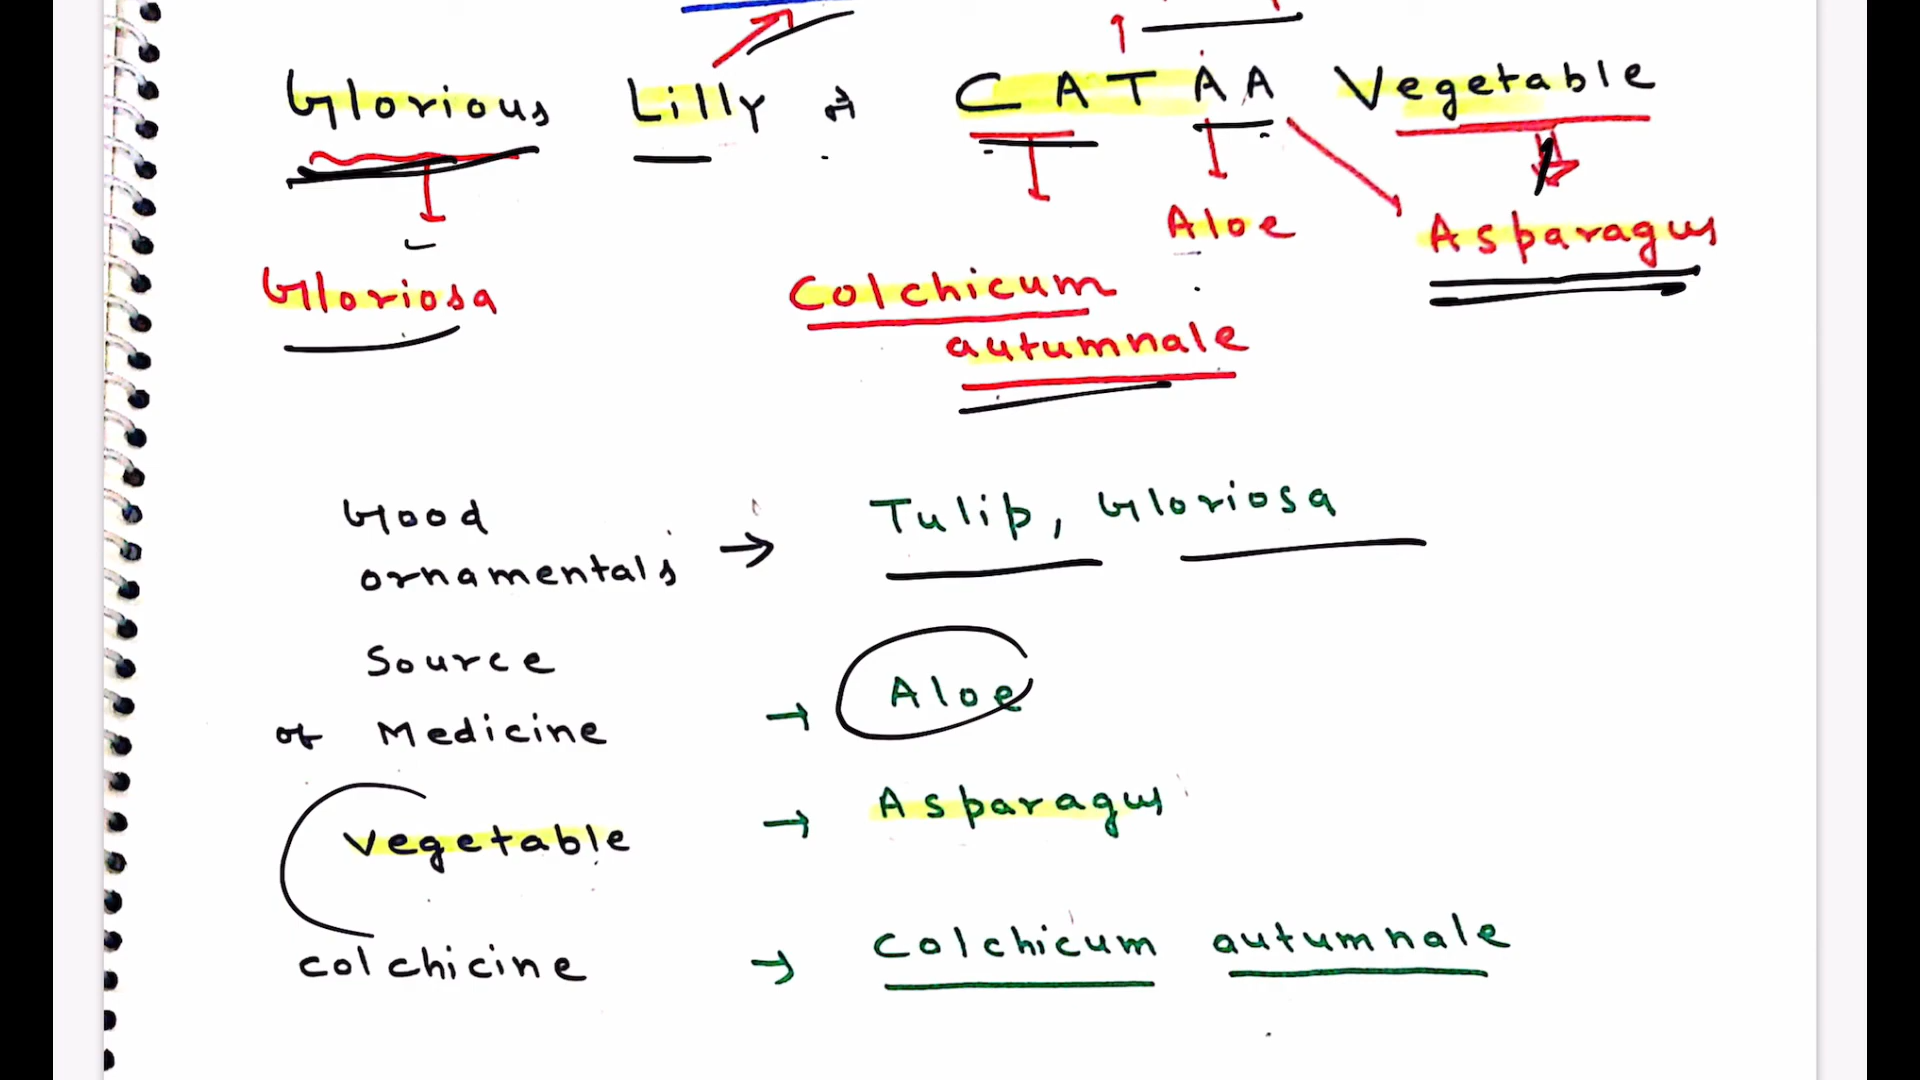 Glorious Lilly ने CATAA Vegetable
Aloe Asparagus
Gloriosa Colchicum
autumnale
Good
ornamentals → Tulip, Gloriosa
Source
of Medicine → Aloe
Vegetable → Asparagus
colchicine → Colchicum autumnale